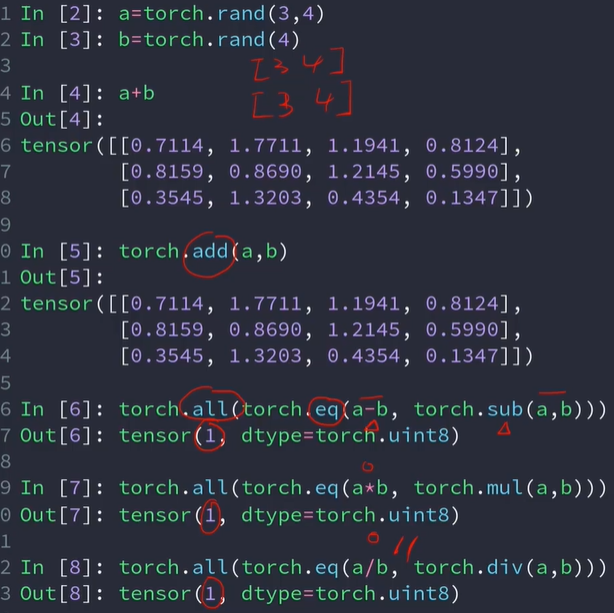 1 In [2]: a=torch.rand(3,4)
2 In [3]: b=torch.rand(4)
3 [3 4]
4 In [4]: a+b [3 4]
5 Out[4]:
6 tensor([[0.7114, 1.7711, 1.1941, 0.8124],
7 [0.8159, 0.8690, 1.2145, 0.5990],
8 [0.3545, 1.3203, 0.4354, 0.1347]])
9
0 In [5]: torch.add(a,b)
1 Out[5]:
2 tensor([[0.7114, 1.7711, 1.1941, 0.8124],
3 [0.8159, 0.8690, 1.2145, 0.5990],
4 [0.3545, 1.3203, 0.4354, 0.1347]])
5
6 In [6]: torch.all(torch.eq(a-b, torch.sub(a,b)))
7 Out[6]: tensor(1, dtype=torch.uint8)
8
9 In [7]: torch.all(torch.eq(a*b, torch.mul(a,b)))
0 Out[7]: tensor(1, dtype=torch.uint8)
1
2 In [8]: torch.all(torch.eq(a/b, torch.div(a,b)))
3 Out[8]: tensor(1, dtype=torch.uint8)